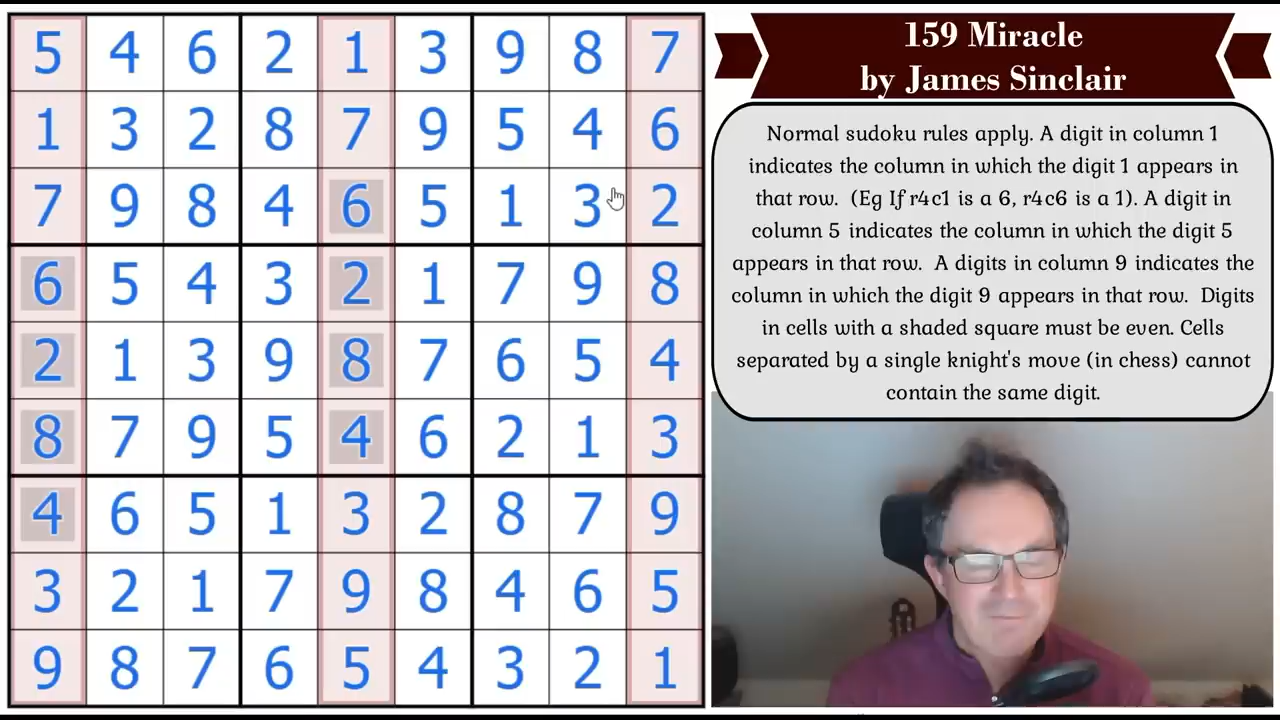 5 4 6 2 1 3 9 8 7
1 3 2 8 7 9 5 4 6
7 9 8 4 6 5 1 3 2
6 5 4 3 2 1 7 9 8
2 1 3 9 8 7 6 5 4
8 7 9 5 4 6 2 1 3
4 6 5 1 3 2 8 7 9
3 2 1 7 9 8 4 6 5
9 8 7 6 5 4 3 2 1
159 Miracle
by James Sinclair
Normal sudoku rules apply. A digit in column 1
indicates the column in which the digit 1 appears in
that row. (Eg If r4c1 is a 6, r4c6 is a 1). A digit in
column 5 indicates the column in which the digit 5
appears in that row. A digits in column 9 indicates the
column in which the digit 9 appears in that row. Digits
in cells with a shaded square must be even. Cells
separated by a single knight's move (in chess) cannot
contain the same digit.